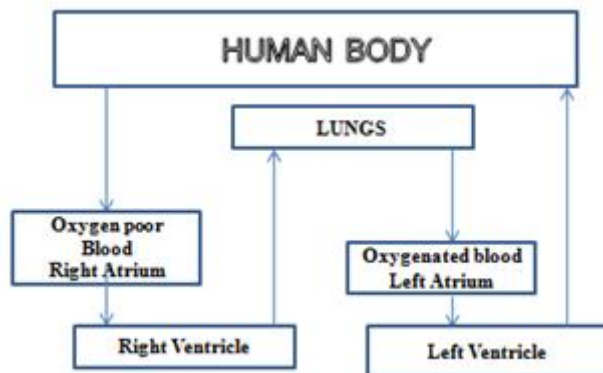 HUMAN BODY
LUNGS
Oxygen poor
Blood
Right Atrium
Oxygenated blood
Left Atrium
Right Ventricle
Left Ventricle